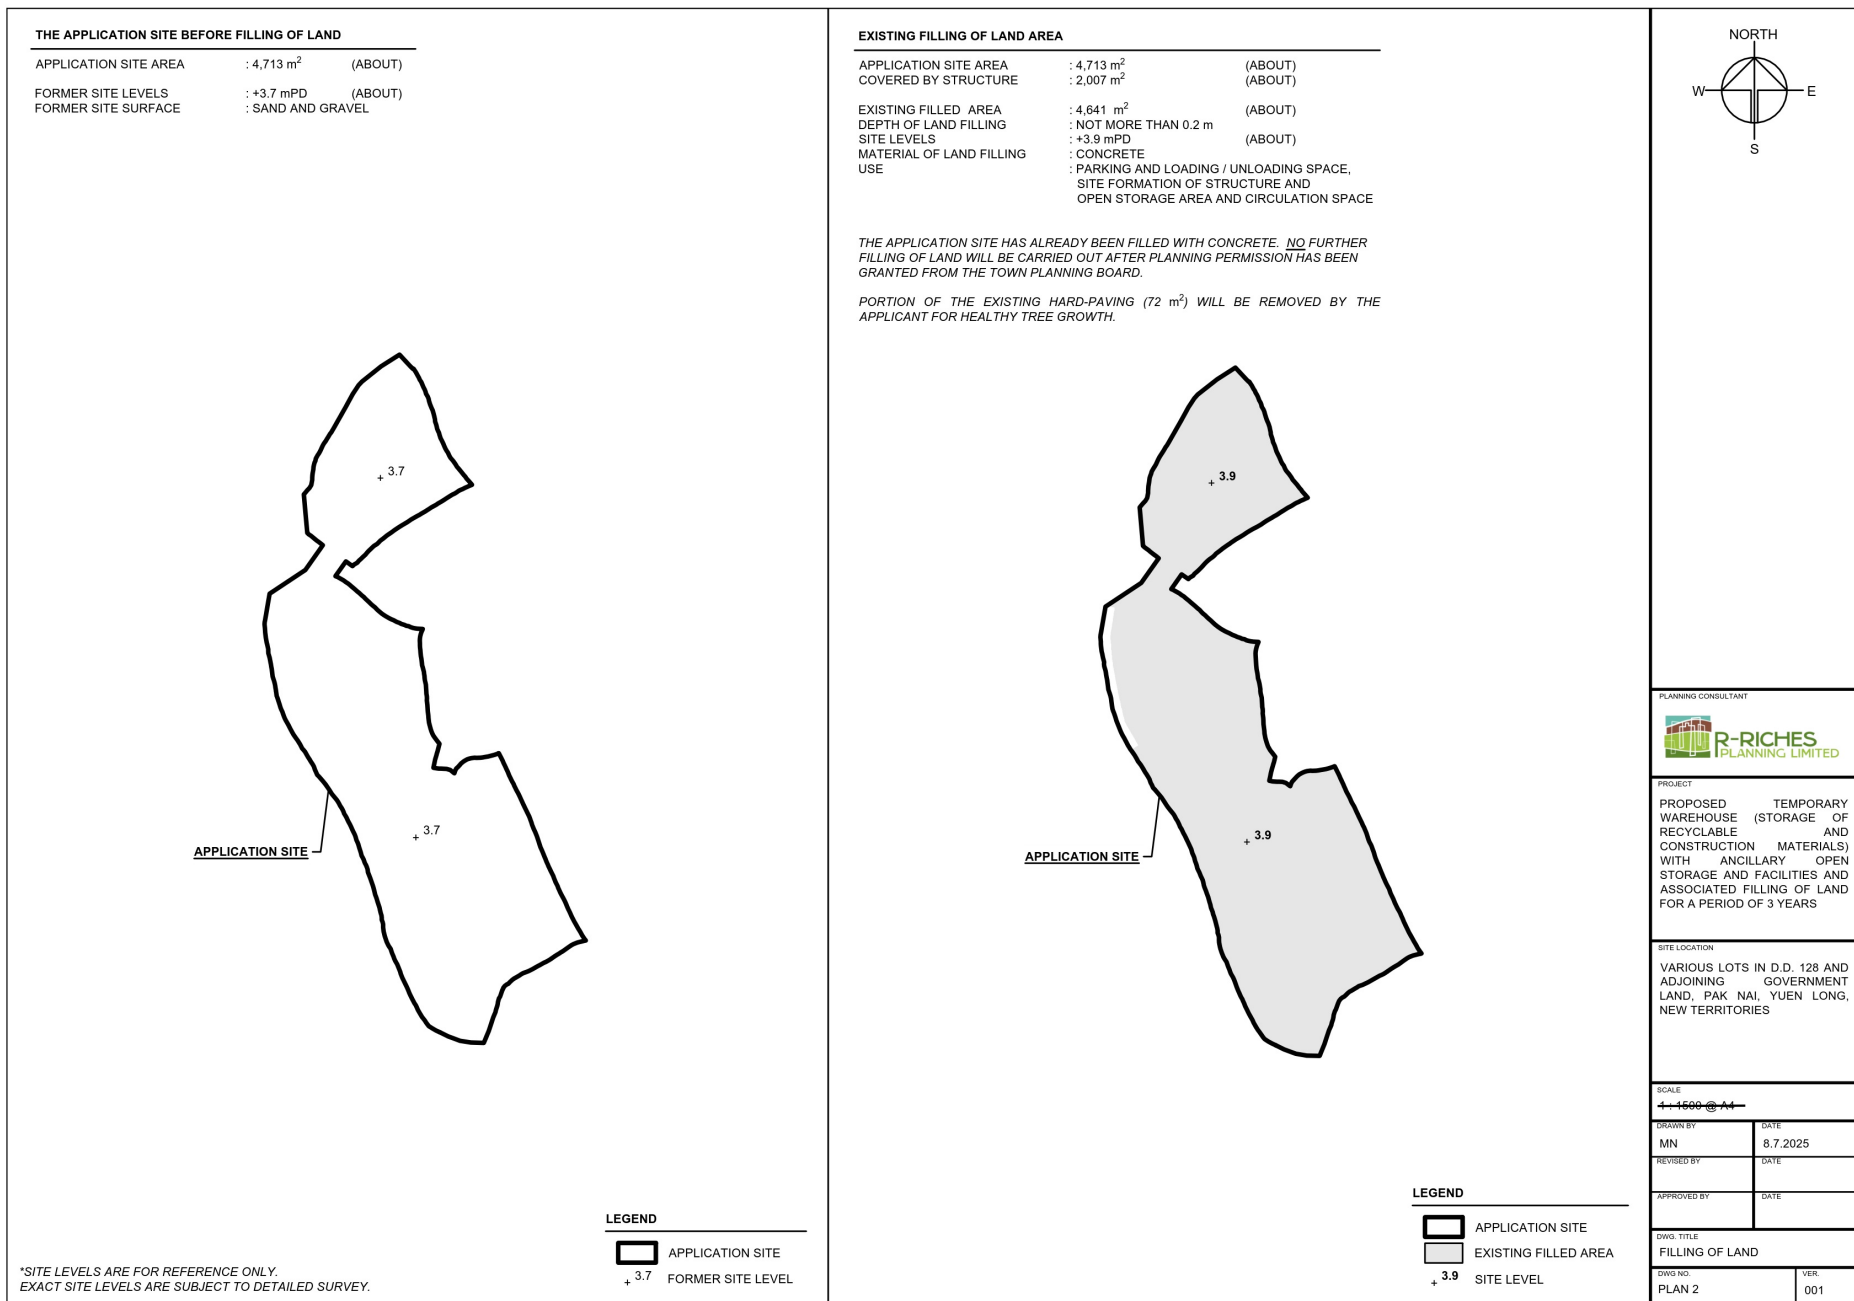 THE APPLICATION SITE BEFORE FILLING OF LAND
APPLICATION SITE AREA : 4,713 m² (ABOUT)
FORMER SITE LEVELS : +3.7 mPD (ABOUT)
FORMER SITE SURFACE : SAND AND GRAVEL
3.7
3.7
APPLICATION SITE
LEGEND
APPLICATION SITE
+ 3.7 FORMER SITE LEVEL
*SITE LEVELS ARE FOR REFERENCE ONLY.
EXACT SITE LEVELS ARE SUBJECT TO DETAILED SURVEY.
EXISTING FILLING OF LAND AREA
APPLICATION SITE AREA : 4,713 m² (ABOUT)
COVERED BY STRUCTURE : 2,007 m² (ABOUT)
EXISTING FILLED AREA : 4,641 m² (ABOUT)
DEPTH OF LAND FILLING : NOT MORE THAN 0.2 m
SITE LEVELS : +3.9 mPD (ABOUT)
MATERIAL OF LAND FILLING : CONCRETE
USE : PARKING AND LOADING / UNLOADING SPACE,
SITE FORMATION OF STRUCTURE AND
OPEN STORAGE AREA AND CIRCULATION SPACE
THE APPLICATION SITE HAS ALREADY BEEN FILLED WITH CONCRETE. NO FURTHER
FILLING OF LAND WILL BE CARRIED OUT AFTER PLANNING PERMISSION HAS BEEN
GRANTED FROM THE TOWN PLANNING BOARD.
PORTION OF THE EXISTING HARD-PAVING (72 m²) WILL BE REMOVED BY THE
APPLICANT FOR HEALTHY TREE GROWTH.
3.9
3.9
APPLICATION SITE
LEGEND
APPLICATION SITE
EXISTING FILLED AREA
+ 3.9 SITE LEVEL
NORTH
W E
S
PLANNING CONSULTANT
R-RICHES
PLANNING LIMITED
PROJECT
PROPOSED TEMPORARY
WAREHOUSE (STORAGE OF
RECYCLABLE AND
CONSTRUCTION MATERIALS)
WITH ANCILLARY OPEN
STORAGE AND FACILITIES AND
ASSOCIATED FILLING OF LAND
FOR A PERIOD OF 3 YEARS
SITE LOCATION
VARIOUS LOTS IN D.D. 128 AND
ADJOINING GOVERNMENT
LAND, PAK NAI, YUEN LONG,
NEW TERRITORIES
SCALE
1 : 1500 @ A4
DRAWN BY DATE
MN 8.7.2025
REVISED BY DATE
APPROVED BY DATE
DWG. TITLE
FILLING OF LAND
DWG NO. VER.
PLAN 2 001